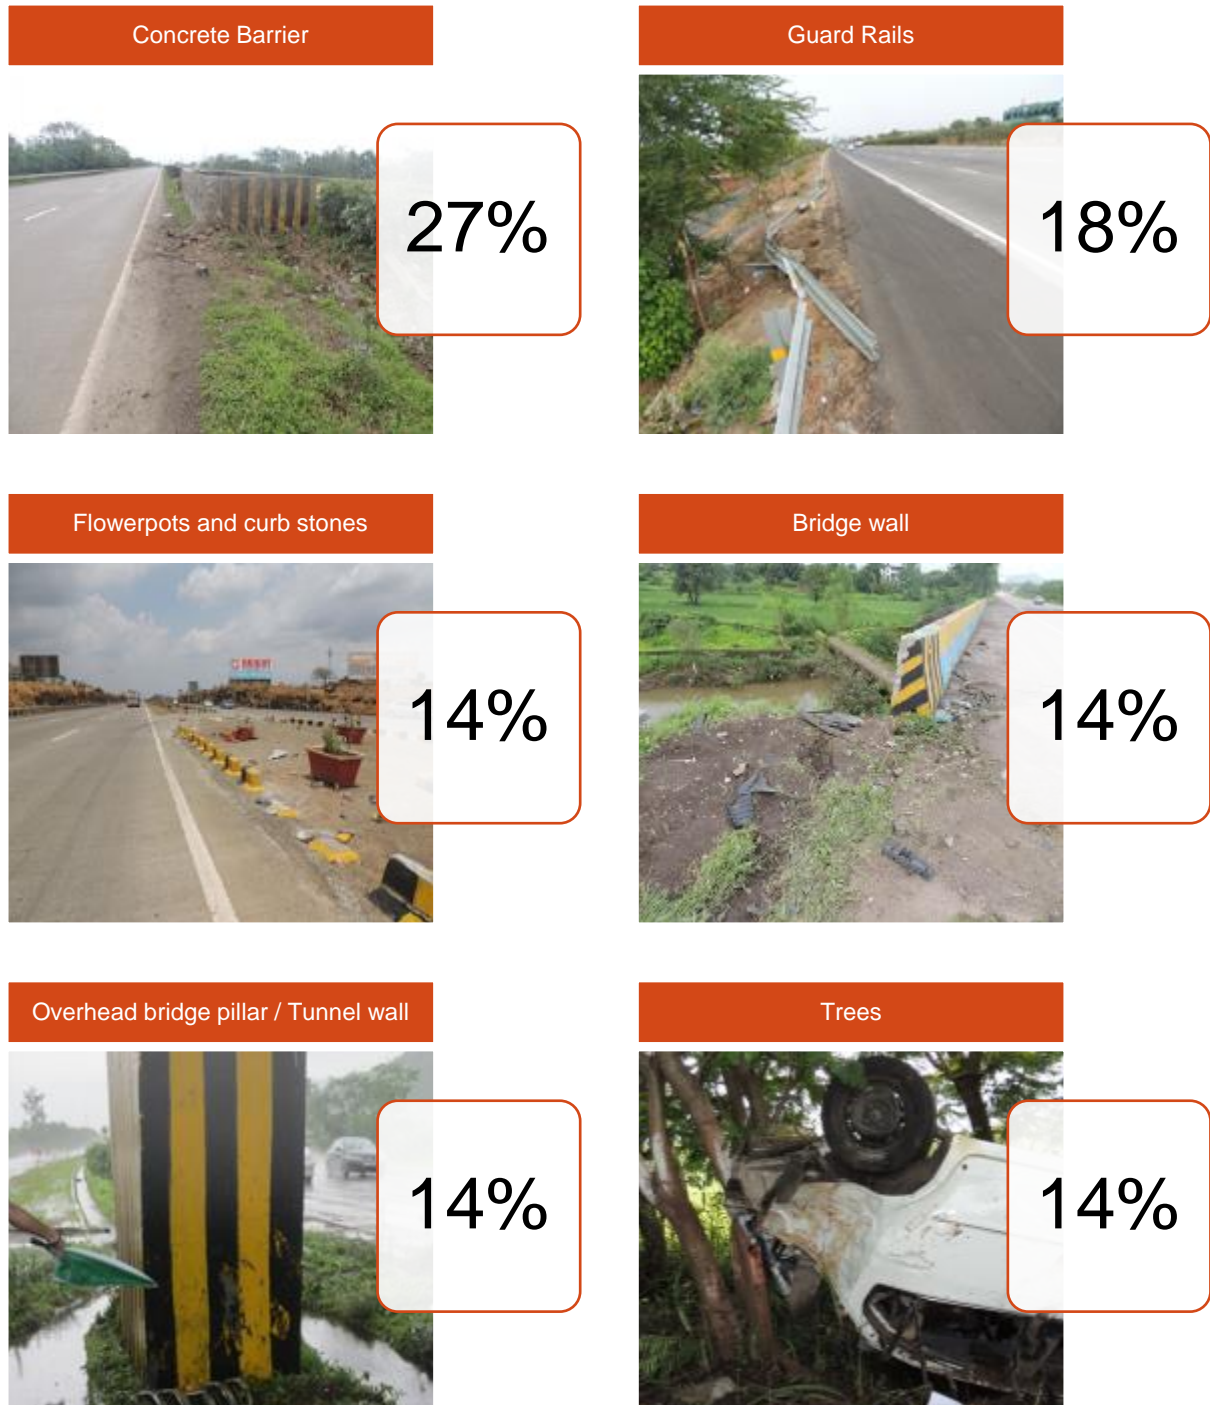 Concrete Barrier
27%
Guard Rails
18%
Flowerpots and curb stones
14%
Bridge wall
14%
Overhead bridge pillar / Tunnel wall
14%
Trees
14%